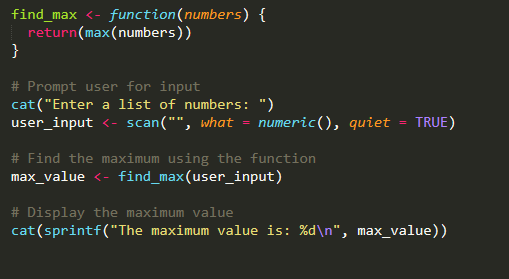 find_max <- function(numbers) {
  return(max(numbers))
}

# Prompt user for input
cat("Enter a list of numbers: ")
user_input <- scan("", what = numeric(), quiet = TRUE)

# Find the maximum using the function
max_value <- find_max(user_input)

# Display the maximum value
cat(sprintf("The maximum value is: %d\n", max_value))